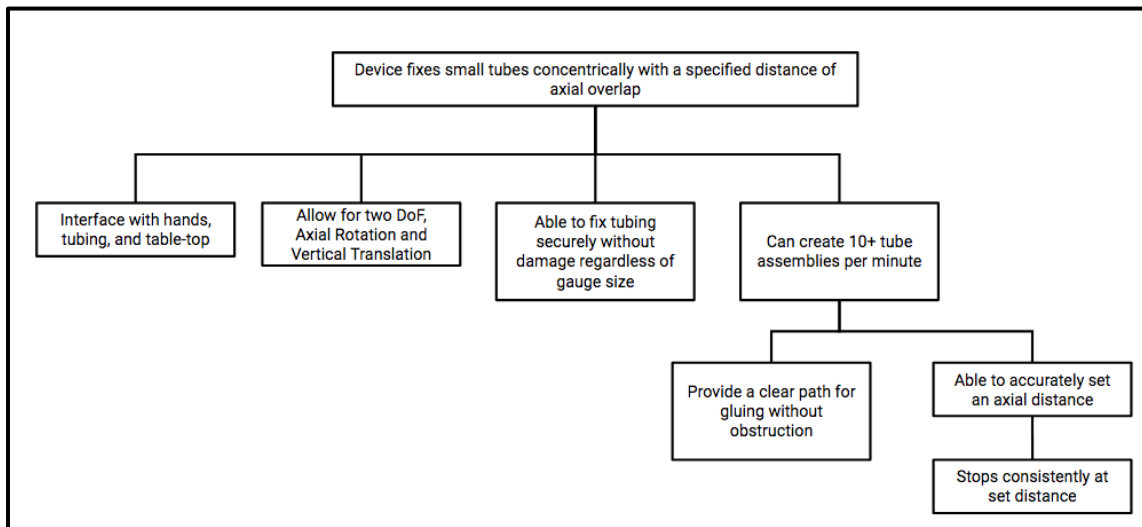 Device fixes small tubes concentrically with a specified distance of
axial overlap
Interface with hands,
tubing, and table-top
Allow for two DoF,
Axial Rotation and
Vertical Translation
Able to fix tubing
securely without
damage regardless of
gauge size
Can create 10+ tube
assemblies per minute
Provide a clear path for
gluing without
obstruction
Able to accurately set
an axial distance
Stops consistently at
set distance